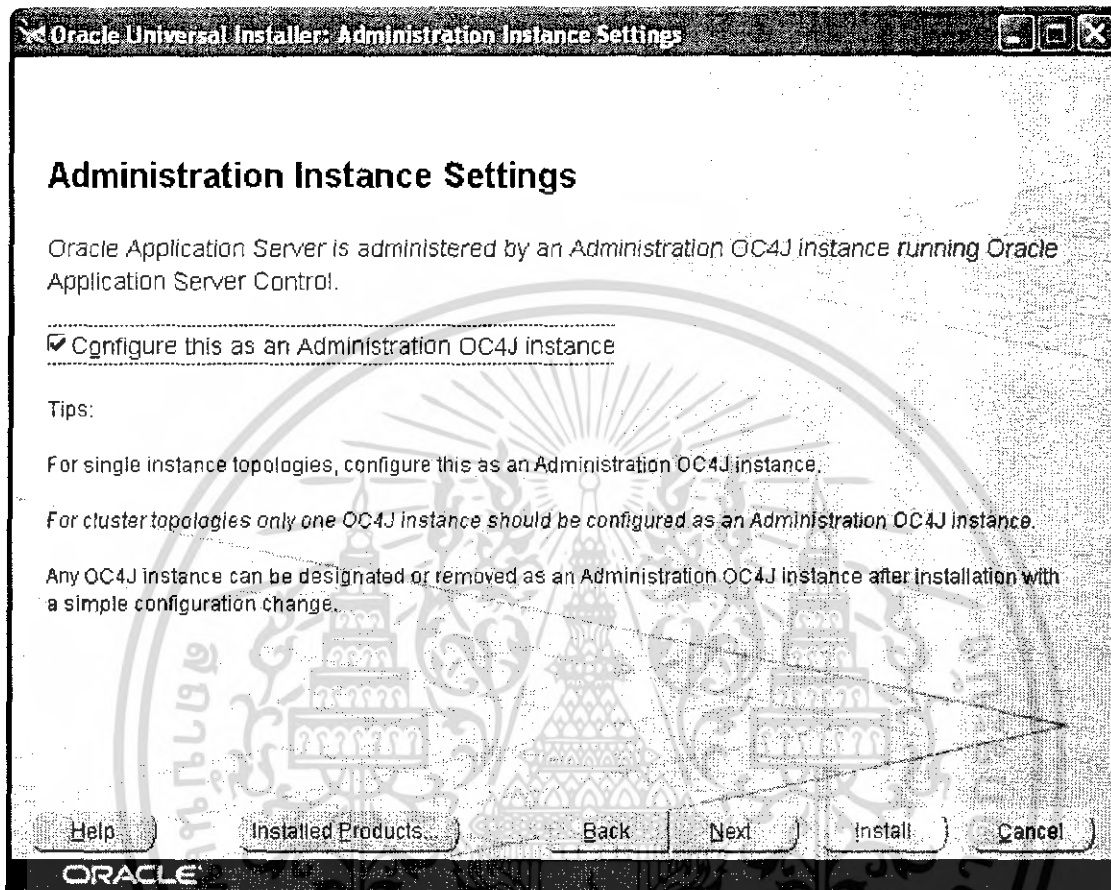 Oracle Universal Installer: Administration Instance Settings
Administration Instance Settings
Oracle Application Server is administered by an Administration OC4J instance running Oracle
Application Server Control.
Configure this as an Administration OC4J instance
Tips:
For single instance topologies, configure this as an Administration OC4J instance.
For cluster topologies only one OC4J instance should be configured as an Administration OC4J instance.
Any OC4J instance can be designated or removed as an Administration OC4J instance after installation with
a simple configuration change.
Help Installed Products... Back Next Install Cancel
ORACLE